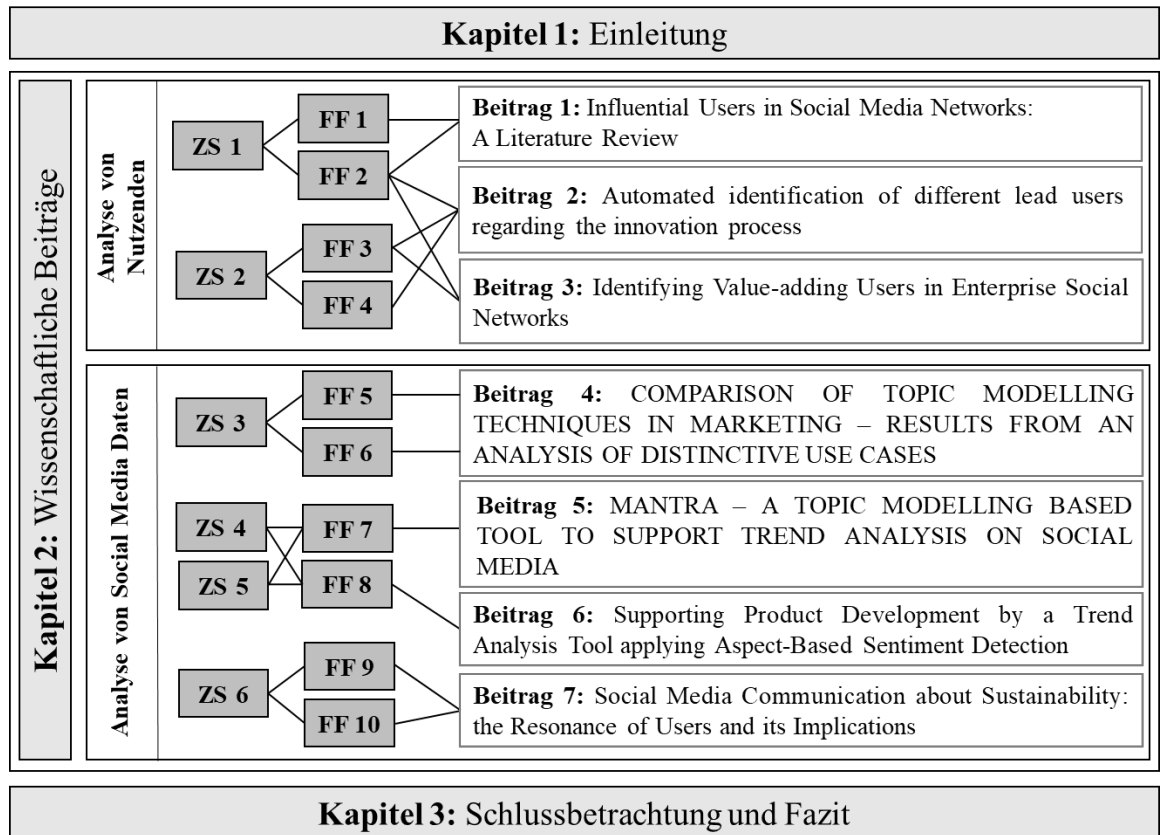 Kapitel 1: Einleitung
Kapitel 2: Wissenschaftliche Beiträge
Analyse von
Nutzenden
ZS 1
FF 1
FF 2
ZS 2
FF 3
FF 4
Beitrag 1: Influential Users in Social Media Networks:
A Literature Review
Beitrag 2: Automated identification of different lead users
regarding the innovation process
Beitrag 3: Identifying Value-adding Users in Enterprise Social
Networks
Analyse von Social Media Daten
ZS 3
FF 5
FF 6
ZS 4
ZS 5
FF 7
FF 8
ZS 6
FF 9
FF 10
Beitrag 4: COMPARISON OF TOPIC MODELLING
TECHNIQUES IN MARKETING – RESULTS FROM AN
ANALYSIS OF DISTINCTIVE USE CASES
Beitrag 5: MANTRA – A TOPIC MODELLING BASED
TOOL TO SUPPORT TREND ANALYSIS ON SOCIAL
MEDIA
Beitrag 6: Supporting Product Development by a Trend
Analysis Tool applying Aspect-Based Sentiment Detection
Beitrag 7: Social Media Communication about Sustainability:
the Resonance of Users and its Implications
Kapitel 3: Schlussbetrachtung und Fazit